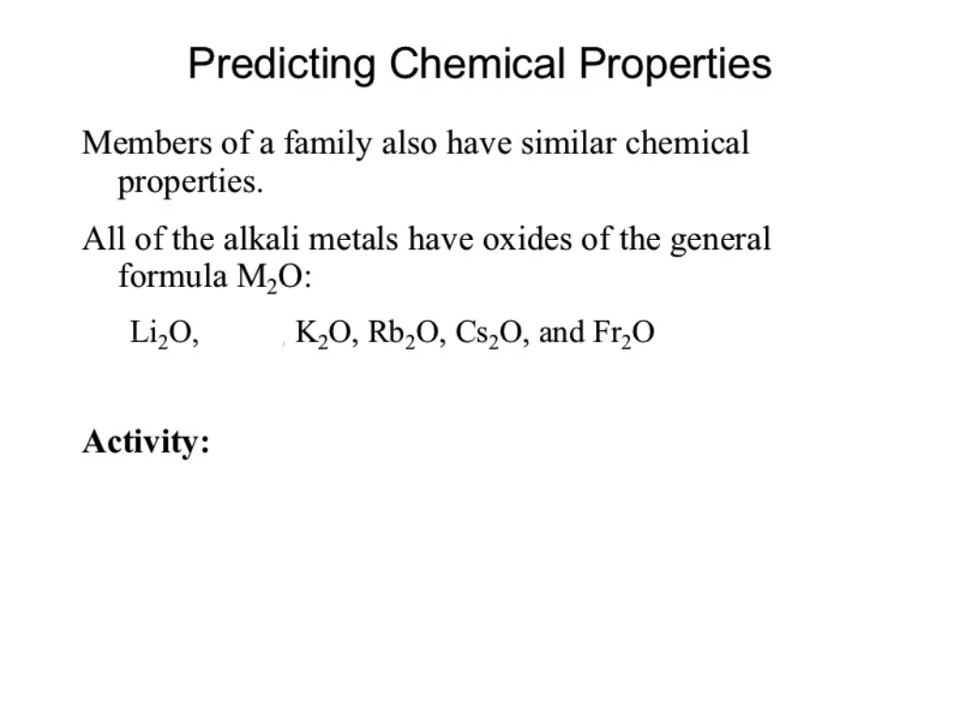 Predicting Chemical Properties
Members of a family also have similar chemical
properties.
All of the alkali metals have oxides of the general
formula M₂O:
Li₂O, , K₂O, Rb₂O, Cs₂O, and Fr₂O
Activity: